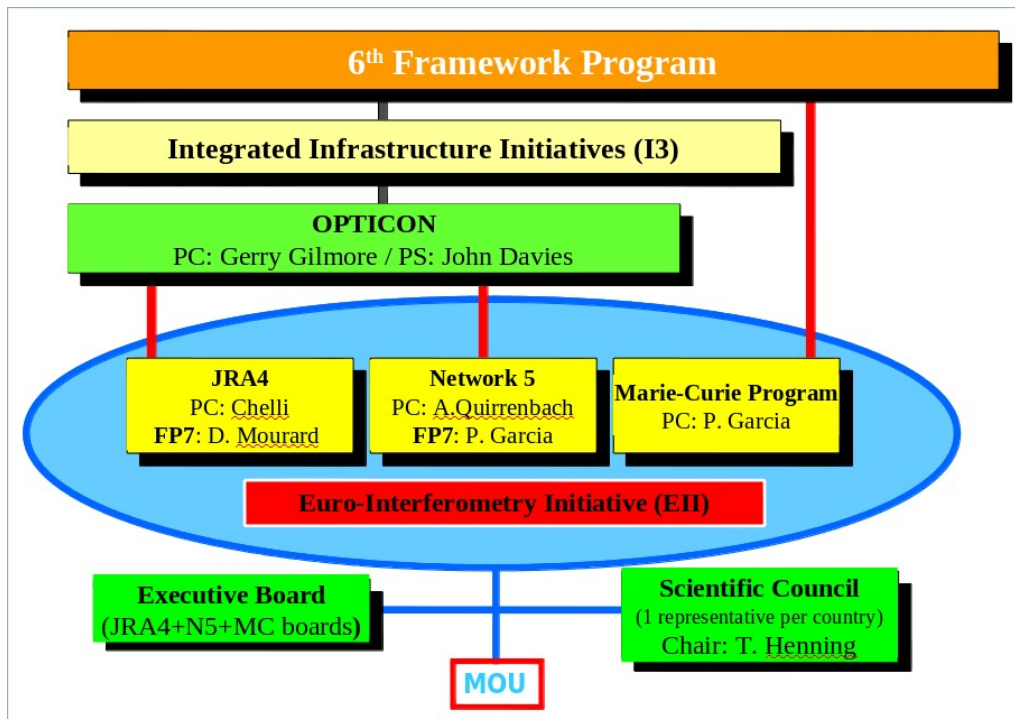 6th Framework Program
Integrated Infrastructure Initiatives (I3)
OPTICON
PC: Gerry Gilmore / PS: John Davies
JRA4
PC: Chelli
FP7: D. Mourard
Network 5
PC: A.Quirrenbach
FP7: P. Garcia
Marie-Curie Program
PC: P. Garcia
Euro-Interferometry Initiative (EII)
Executive Board
(JRA4+N5+MC boards)
Scientific Council
(1 representative per country)
Chair: T. Henning
MOU